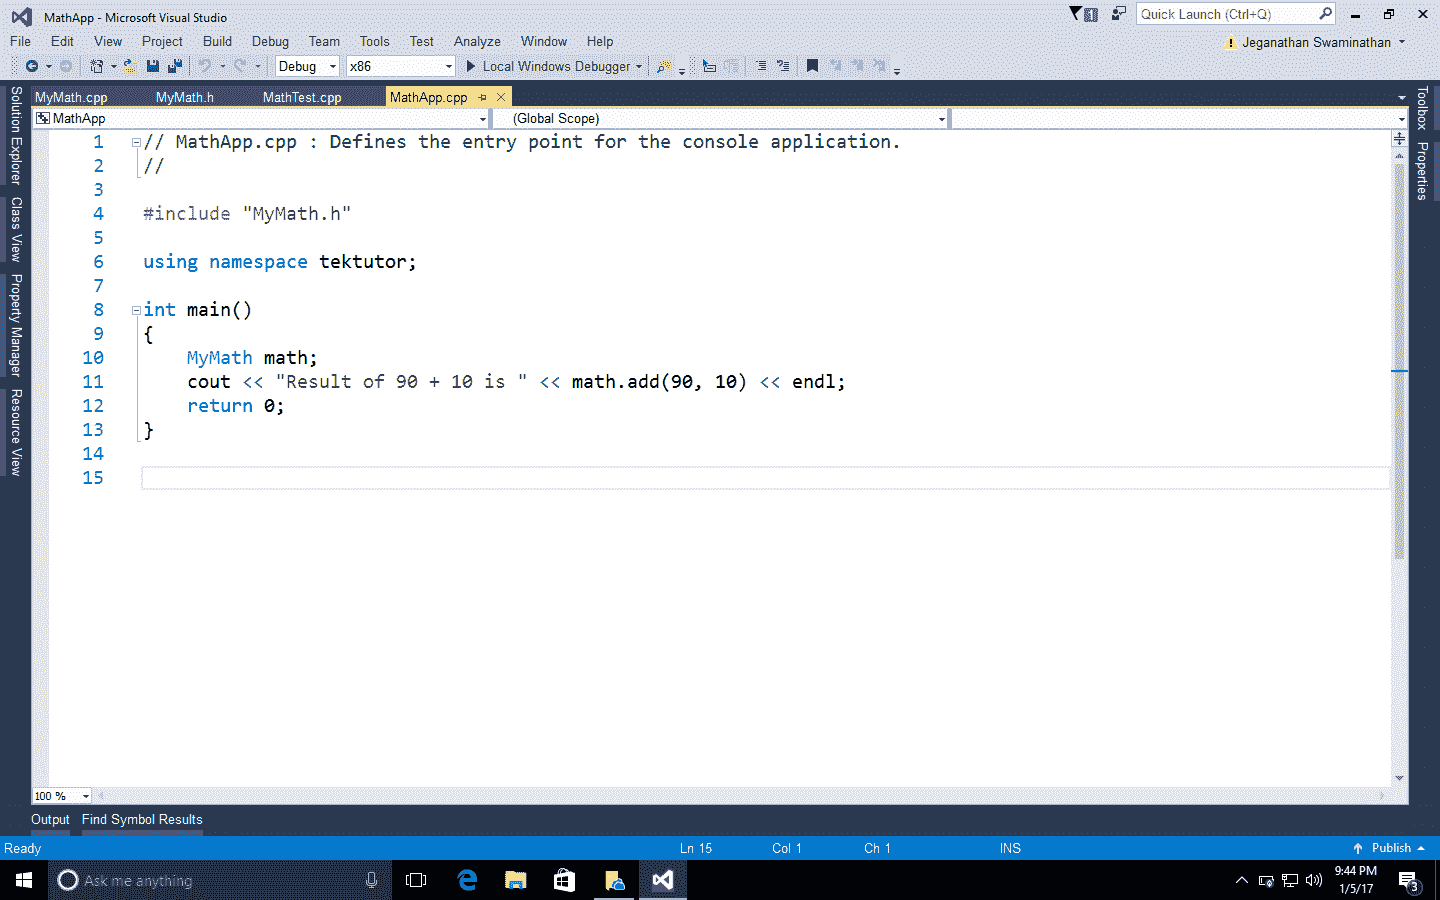 MathApp - Microsoft Visual Studio
Quick Launch (Ctrl+Q)
File Edit View Project Build Debug Team Tools Test Analyze Window Help
Jeganathan Swaminathan
Debug x86 Local Windows Debugger
MyMath.cpp MyMath.h MathTest.cpp MathApp.cpp
MathApp (Global Scope)
Solution Explorer
Class View
Property Manager
Resource View
Toolbox
Properties
1 // MathApp.cpp : Defines the entry point for the console application.
2 //
3
4 #include "MyMath.h"
5
6 using namespace tektutor;
7
8 int main()
9 {
10 MyMath math;
11 cout << "Result of 90 + 10 is " << math.add(90, 10) << endl;
12 return 0;
13 }
14
15
100 %
Output Find Symbol Results
Ready Ln 15 Col 1 Ch 1 INS Publish
Ask me anything
9:44 PM
1/5/17
3